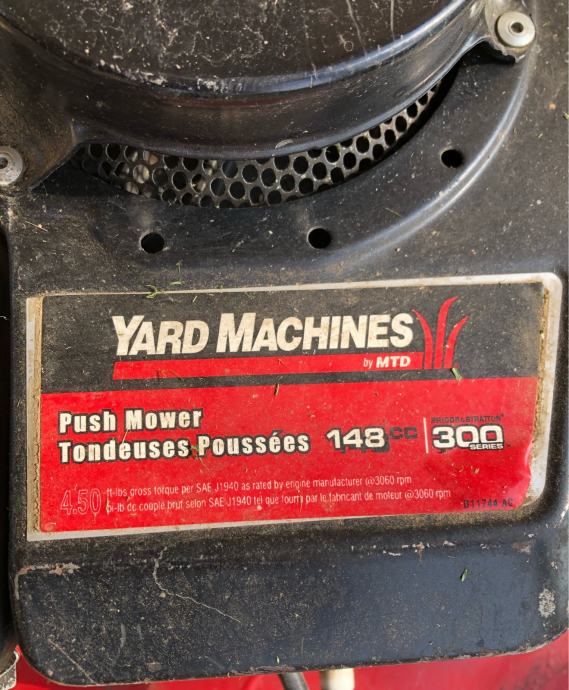 YARD MACHINES
by MTD
Push Mower
Tondeuses Poussées 148cc
BRIGGS & STRATTON
300
SERIES
4.50
ft-lbs gross torque per SAE J1940 as rated by engine manufacturer @3060 rpm
pi-lb de couple brut selon SAE J1940 tel que fourni par le fabricant de moteur @3060 rpm